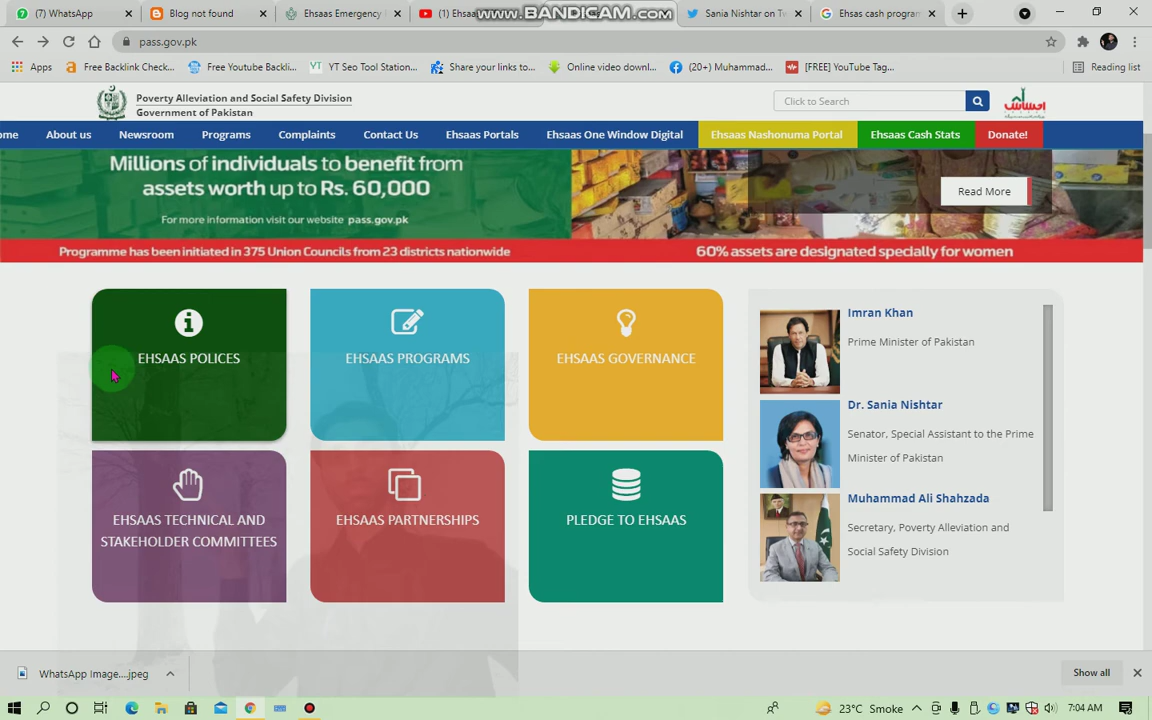 (7) WhatsApp
Blog not found
Ehsaas Emergency
(1) Ehsaa
www.BANDICAM.com
Sania Nishtar on Tw
Ehsas cash program
pass.gov.pk
Apps
Free Backlink Check...
Free Youtube Backli...
YT Seo Tool Station...
Share your links to...
Online video downl...
(20+) Muhammad...
[FREE] YouTube Tag...
Reading list
Poverty Alleviation and Social Safety Division
Government of Pakistan
Click to Search
احساس
ome
About us
Newsroom
Programs
Complaints
Contact Us
Ehsaas Portals
Ehsaas One Window Digital
Ehsaas Nashonuma Portal
Ehsaas Cash Stats
Donate!
Millions of individuals to benefit from
assets worth up to Rs. 60,000
For more information visit our website pass.gov.pk
Read More
Programme has been initiated in 375 Union Councils from 23 districts nationwide
60% assets are designated specially for women
EHSAAS POLICES
EHSAAS PROGRAMS
EHSAAS GOVERNANCE
EHSAAS TECHNICAL AND
STAKEHOLDER COMMITTEES
EHSAAS PARTNERSHIPS
PLEDGE TO EHSAAS
Imran Khan
Prime Minister of Pakistan
Dr. Sania Nishtar
Senator, Special Assistant to the Prime
Minister of Pakistan
Muhammad Ali Shahzada
Secretary, Poverty Alleviation and
Social Safety Division
WhatsApp Image....jpeg
Show all
23°C Smoke
7:04 AM